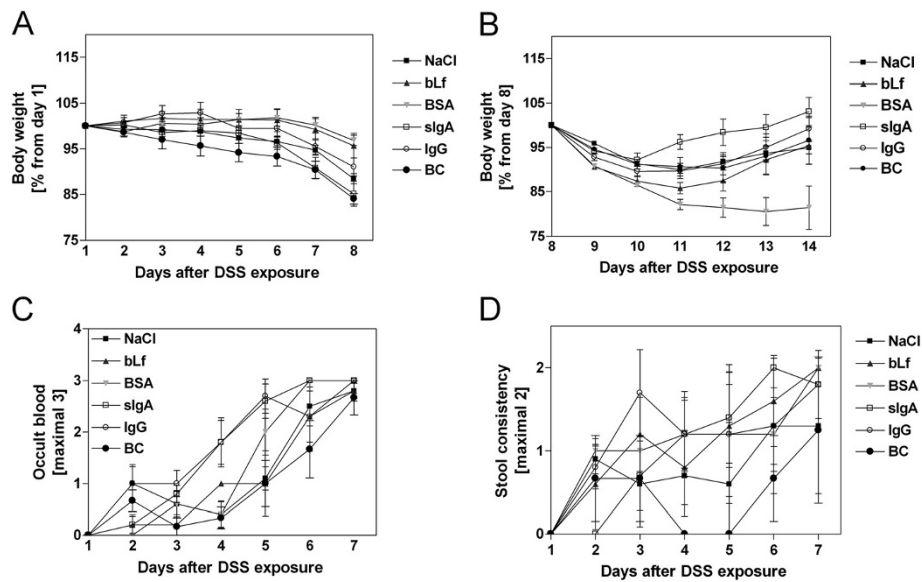 A
115
105
95
85
75
Body weight
[% from day 1]
1 2 3 4 5 6 7 8
Days after DSS exposure
NaCl
bLf
BSA
sIgA
IgG
BC
B
115
105
95
85
75
Body weight
[% from day 8]
8 9 10 11 12 13 14
Days after DSS exposure
NaCl
bLf
BSA
sIgA
IgG
BC
C
4
3
2
1
0
Occult blood
[maximal 3]
NaCl
bLf
BSA
sIgA
IgG
BC
1 2 3 4 5 6 7
Days after DSS exposure
D
2
1
0
Stool consistency
[maximal 2]
1 2 3 4 5 6 7
Days after DSS exposure
NaCl
bLf
BSA
sIgA
IgG
BC